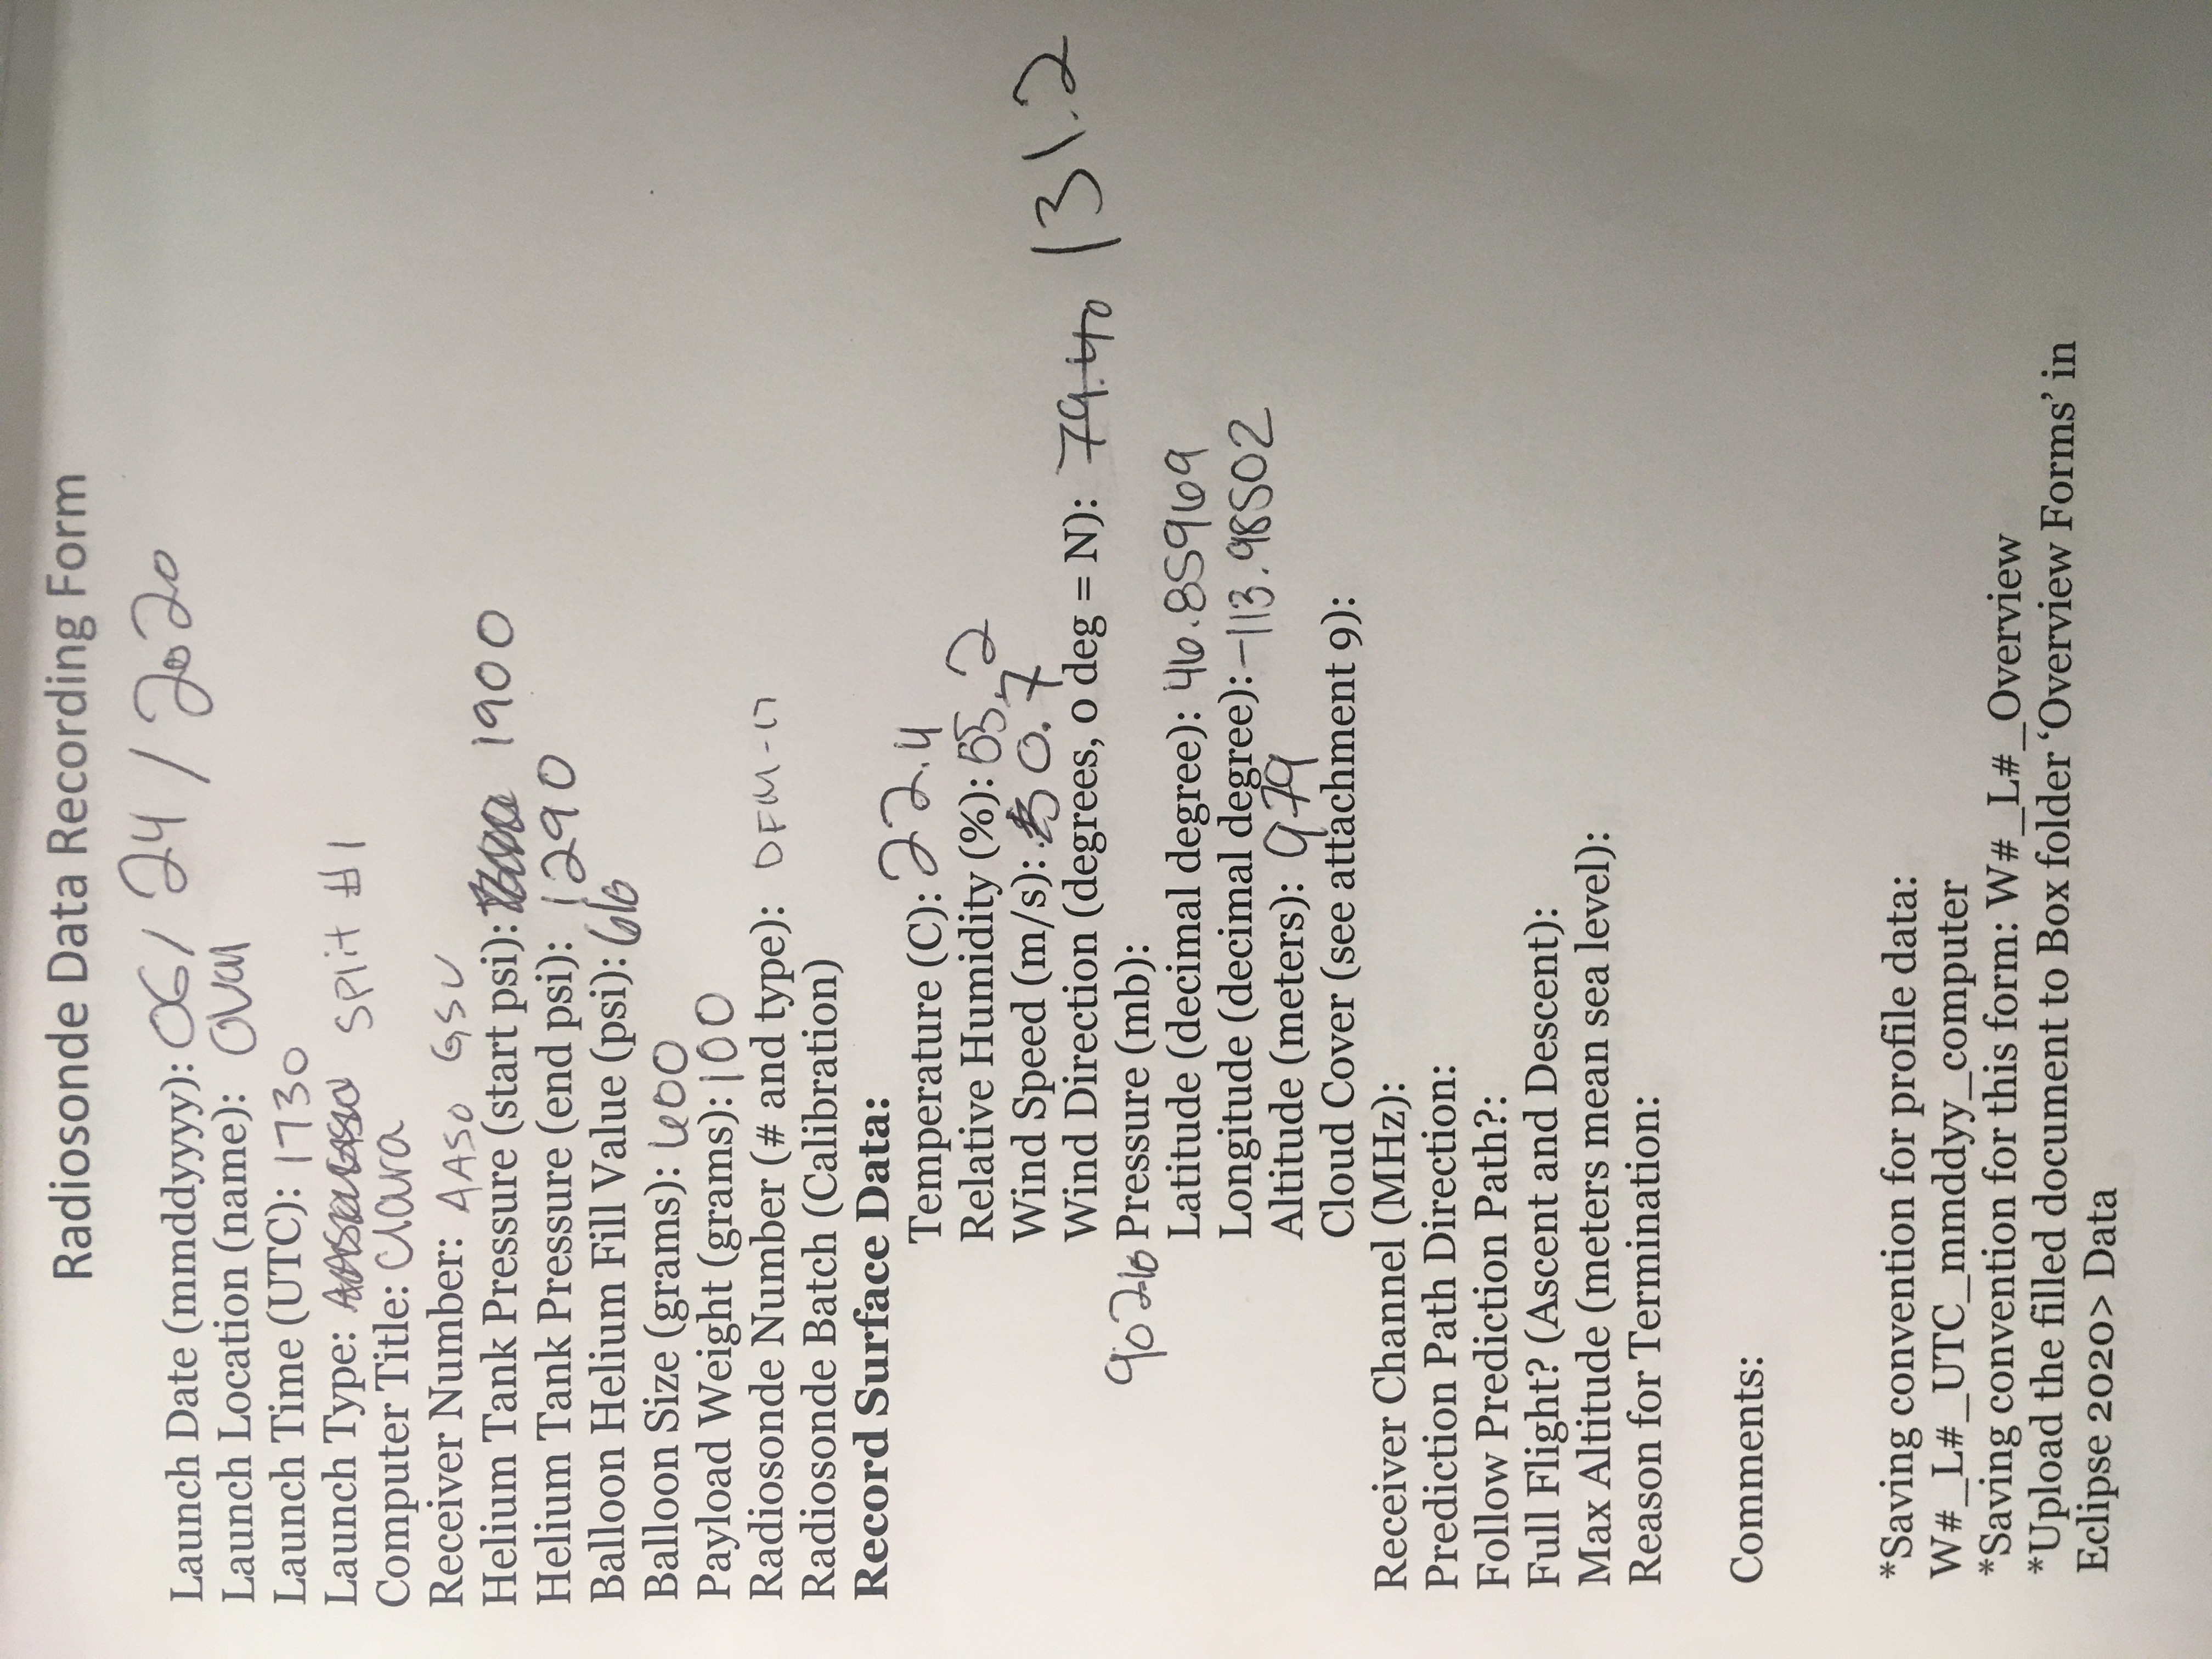 Radiosonde Data Recording Form
Launch Date (mmddyyyy): 06/24/2020
Launch Location (name): Oval
Launch Time (UTC): 1730
Launch Type: Split #1
Computer Title: Clara
Receiver Number: AASO GSU
Helium Tank Pressure (start psi): 1900
Helium Tank Pressure (end psi): 1290
Balloon Helium Fill Value (psi):
Balloon Size (grams): 600
Payload Weight (grams): 100
Radiosonde Number (# and type): DFM-17
Radiosonde Batch (Calibration)
Record Surface Data:
Temperature (C): 22.4
Relative Humidity (%): 55.2
Wind Speed (m/s): 0.7
Wind Direction (degrees, 0 deg = N): 79.40 131.2
902.6 Pressure (mb):
Latitude (decimal degree): 46.85969
Longitude (decimal degree): -113.98502
Altitude (meters): 979
Cloud Cover (see attachment 9):
Receiver Channel (MHz):
Prediction Path Direction:
Follow Prediction Path?:
Full Flight? (Ascent and Descent):
Max Altitude (meters mean sea level):
Reason for Termination:
Comments:
*Saving convention for profile data:
W#_L#_UTC_mmddyy_computer
*Saving convention for this form: W#_L#_Overview
*Upload the filled document to Box folder ‘Overview Forms’ in
Eclipse 2020> Data